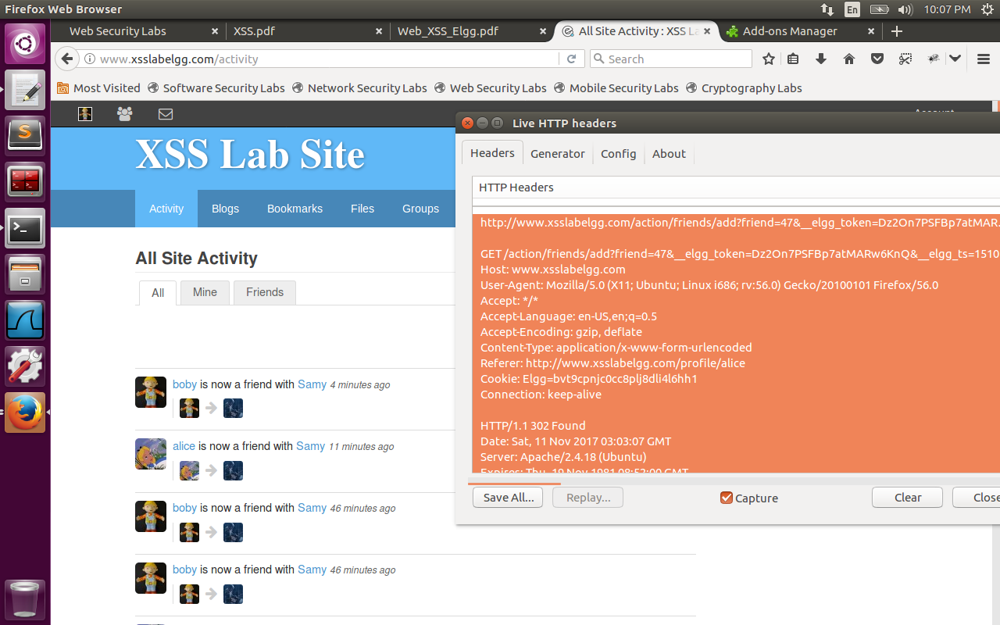 Firefox Web Browser
En
10:07 PM
Web Security Labs
XSS.pdf
Web_XSS_Elgg.pdf
All Site Activity : XSS La
Add-ons Manager
www.xsslabelgg.com/activity
Search
Most Visited
Software Security Labs
Network Security Labs
Web Security Labs
Mobile Security Labs
Cryptography Labs
Account
XSS Lab Site
Activity
Blogs
Bookmarks
Files
Groups
All Site Activity
All
Mine
Friends
boby is now a friend with Samy 4 minutes ago
alice is now a friend with Samy 11 minutes ago
boby is now a friend with Samy 46 minutes ago
boby is now a friend with Samy 46 minutes ago
Live HTTP headers
Headers
Generator
Config
About
HTTP Headers
http://www.xsslabelgg.com/action/friends/add?friend=47&__elgg_token=Dz2On7PSFBp7atMAR
GET /action/friends/add?friend=47&__elgg_token=Dz2On7PSFBp7atMARw6KnQ&__elgg_ts=1510
Host: www.xsslabelgg.com
User-Agent: Mozilla/5.0 (X11; Ubuntu; Linux i686; rv:56.0) Gecko/20100101 Firefox/56.0
Accept: */*
Accept-Language: en-US,en;q=0.5
Accept-Encoding: gzip, deflate
Content-Type: application/x-www-form-urlencoded
Referer: http://www.xsslabelgg.com/profile/alice
Cookie: Elgg=bvt9cpnjc0cc8plj8dli4l6hh1
Connection: keep-alive
HTTP/1.1 302 Found
Date: Sat, 11 Nov 2017 03:03:07 GMT
Server: Apache/2.4.18 (Ubuntu)
Expires: Thu, 19 Nov 1981 08:52:00 GMT
Save All...
Replay...
Capture
Clear
Close